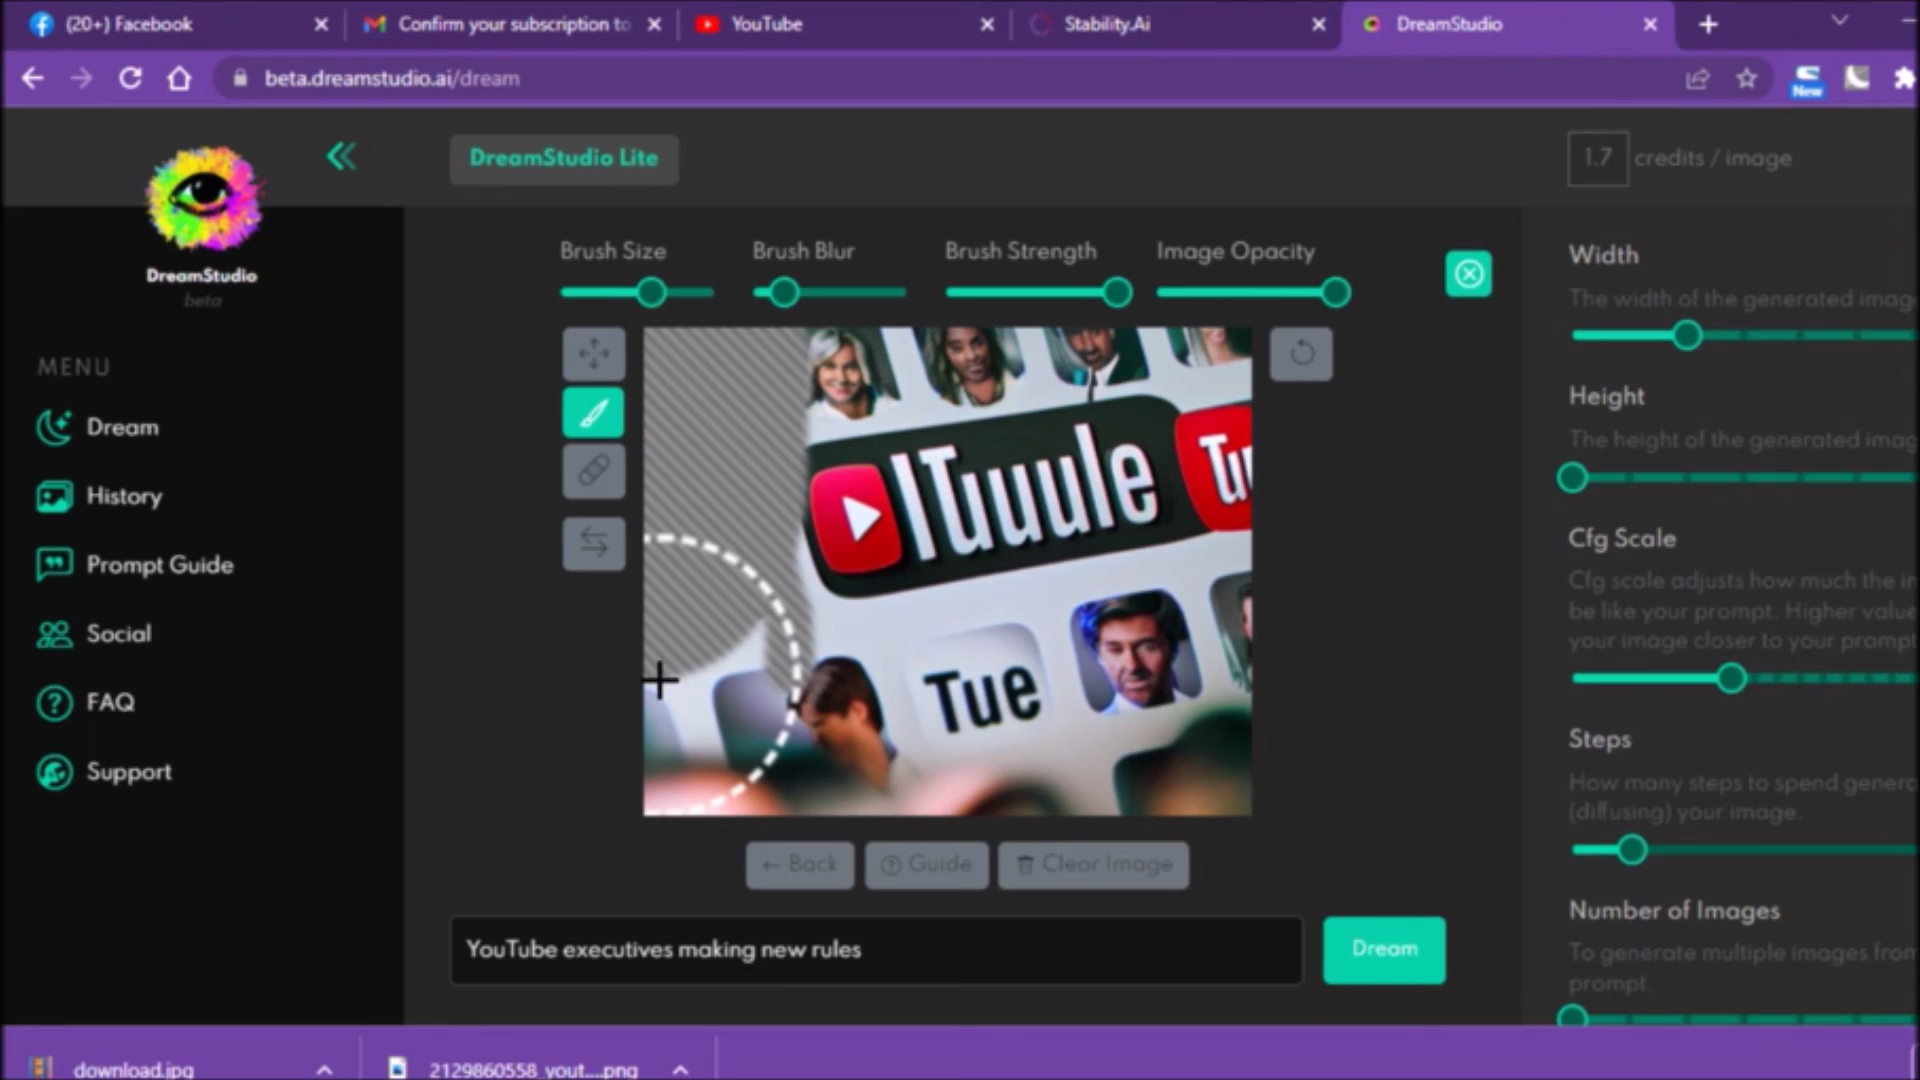 (20+) Facebook
Confirm your subscription to
YouTube
Stability.Ai
DreamStudio
beta.dreamstudio.ai/dream
New
DreamStudio Lite
1.7 credits / image
DreamStudio
beta
MENU
Dream
History
Prompt Guide
Social
FAQ
Support
Brush Size
Brush Blur
Brush Strength
Image Opacity
ITuuule
Tu
Tue
← Back
Guide
Clear Image
YouTube executives making new rules
Dream
Width
The width of the generated imag
Height
The height of the generated imag
Cfg Scale
Cfg scale adjusts how much the im
be like your prompt. Higher value
your image closer to your prompt
Steps
How many steps to spend genera
(diffusing) your image.
Number of Images
To generate multiple images from
prompt.
download.jpg
2129860558_yout....png